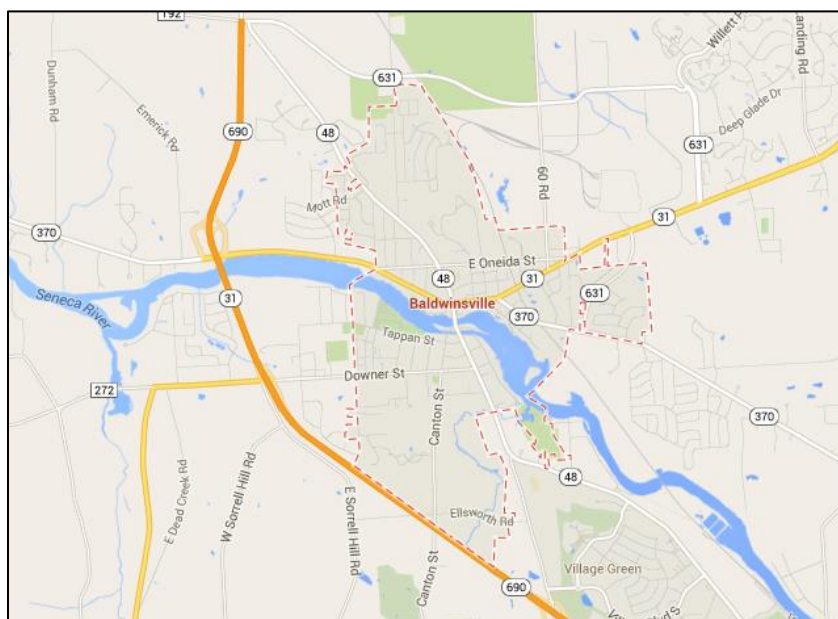 192
Dunham Rd
Emerick Rd
690
48
631
Willett
Landing Rd
Deep Glade Dr
631
60 Rd
Mott Rd
370
31
E Oneida St
Seneca River
31
48
31
631
Baldwinsville
370
Tappan St
272
Downer St
Canton St
370
E Dead Creek Rd
W Sorrell Hill Rd
E Sorrell Hill Rd
48
Ellsworth Rd
Canton St
Village Green
690